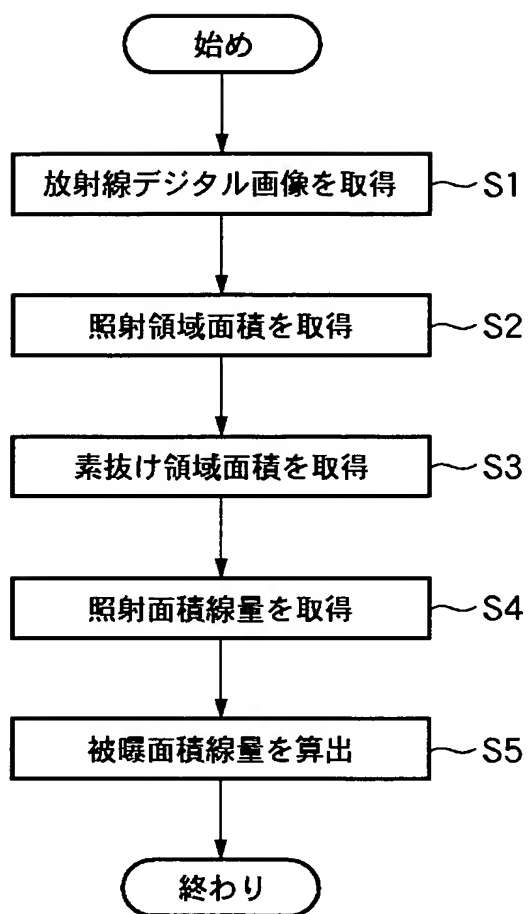 始め
放射線デジタル画像を取得 S1
照射領域面積を取得 S2
素抜け領域面積を取得 S3
照射面積線量を取得 S4
被曝面積線量を算出 S5
終わり